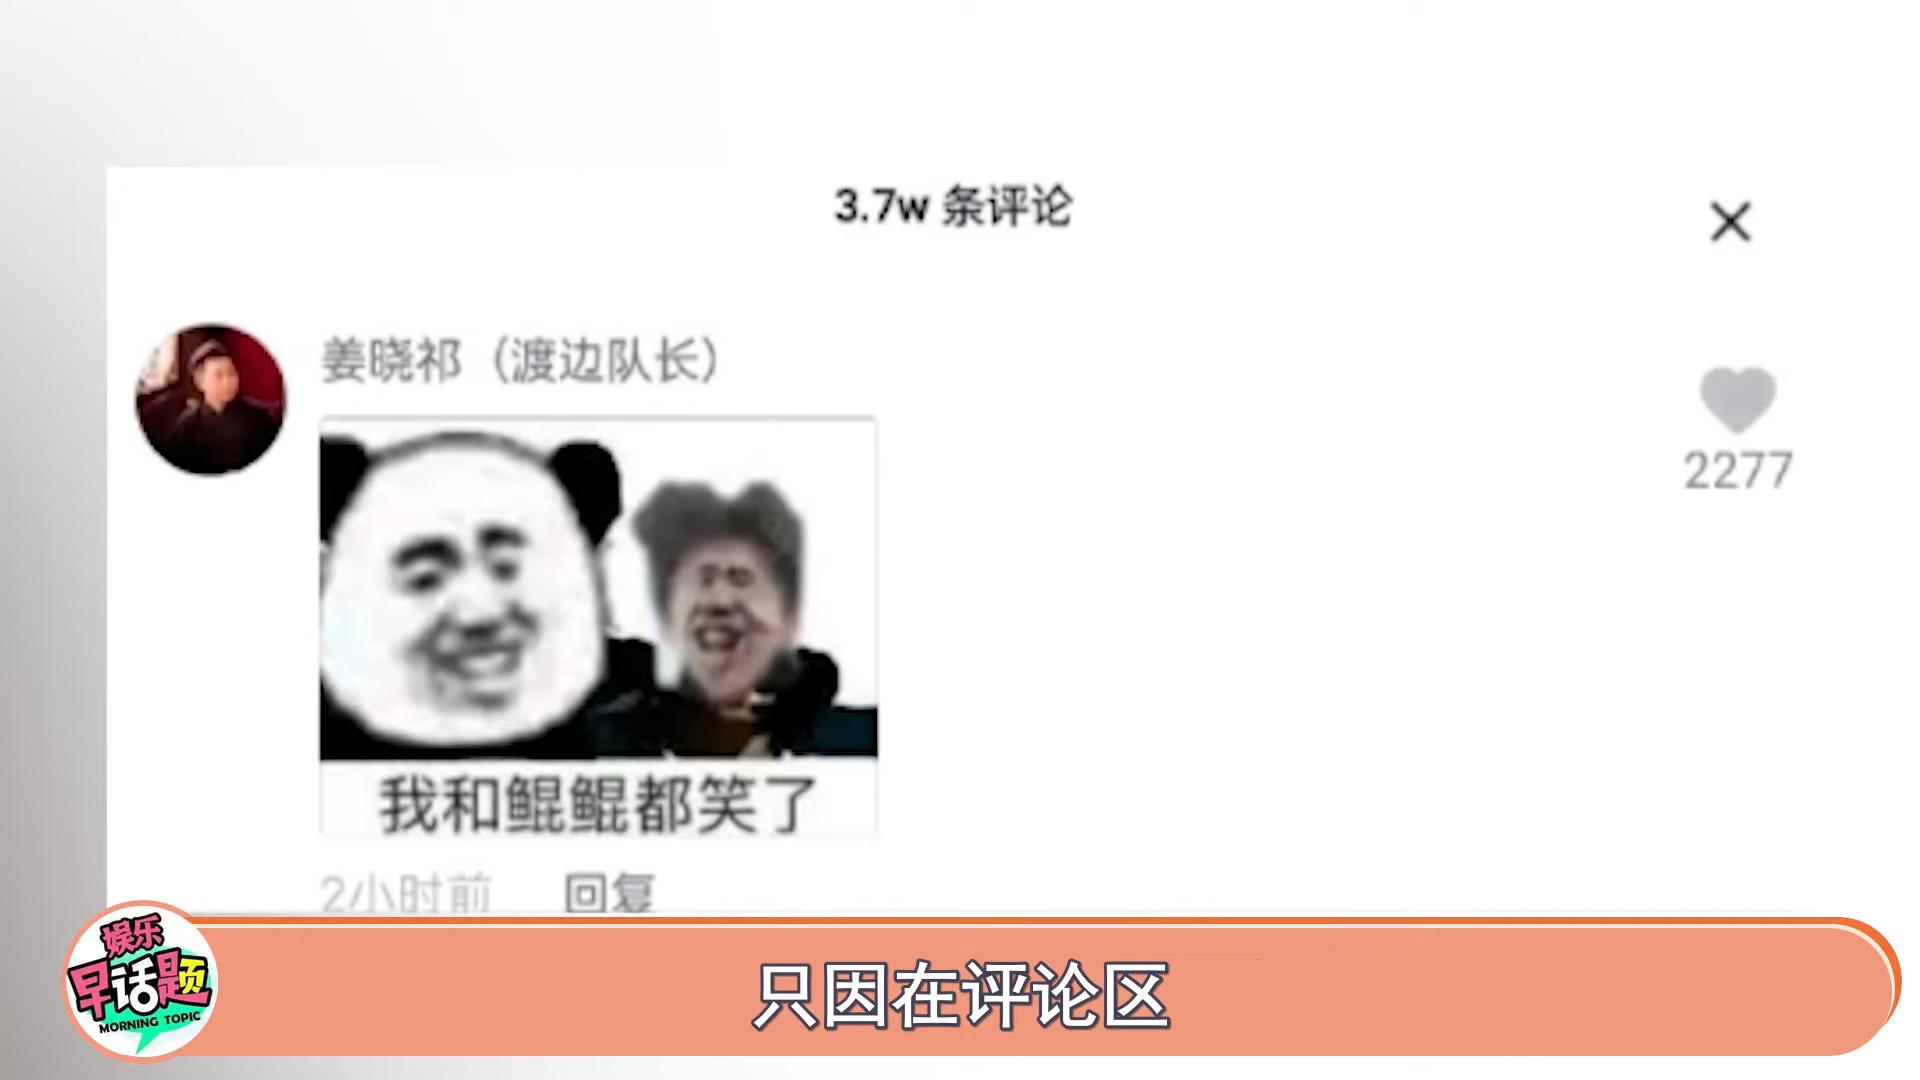 3.7w 条评论
姜晓祁（渡边队长）
2277
我和鲲鲲都笑了
2小时前 回复
娱乐
早话题
MORNING TOPIC
只因在评论区